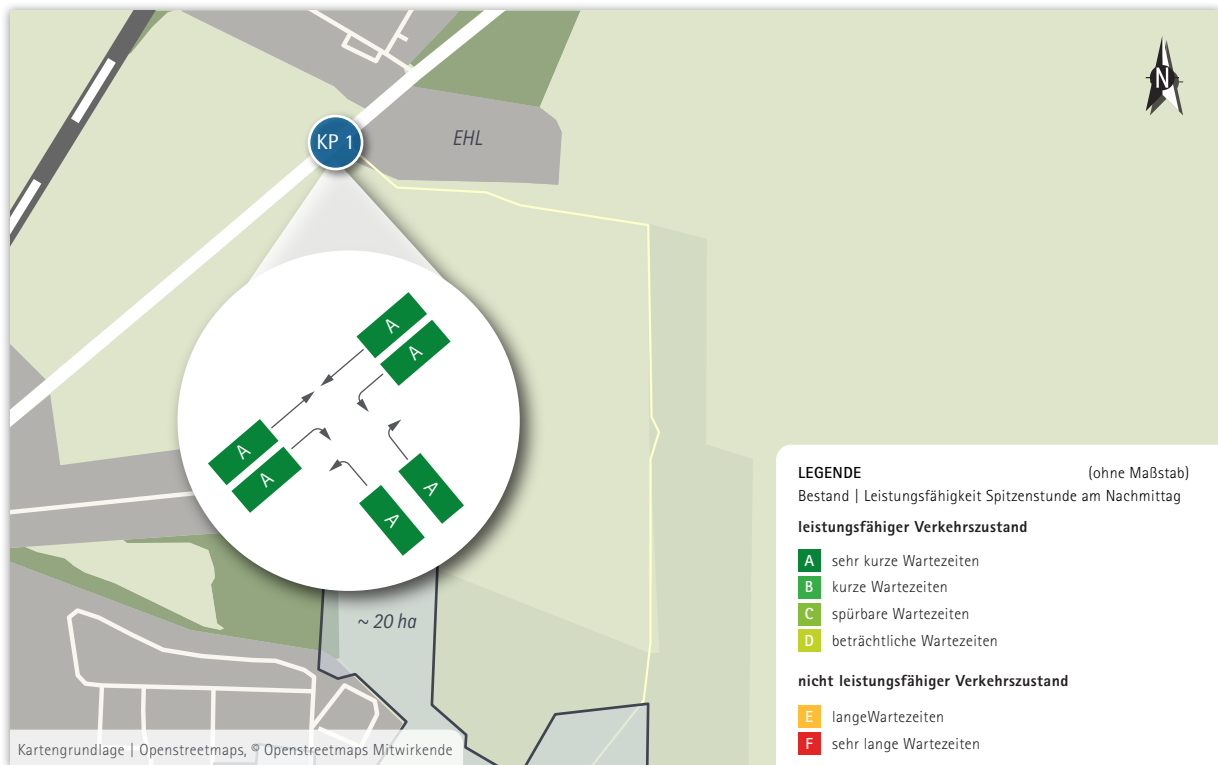 N
KP 1
EHL
A
A
A
A
A
A
~ 20 ha
LEGENDE (ohne Maßstab)
Bestand | Leistungsfähigkeit Spitzenstunde am Nachmittag
leistungsfähiger Verkehrszustand
A sehr kurze Wartezeiten
B kurze Wartezeiten
C spürbare Wartezeiten
D beträchtliche Wartezeiten
nicht leistungsfähiger Verkehrszustand
E langeWartezeiten
F sehr lange Wartezeiten
Kartengrundlage | Openstreetmaps, © Openstreetmaps Mitwirkende